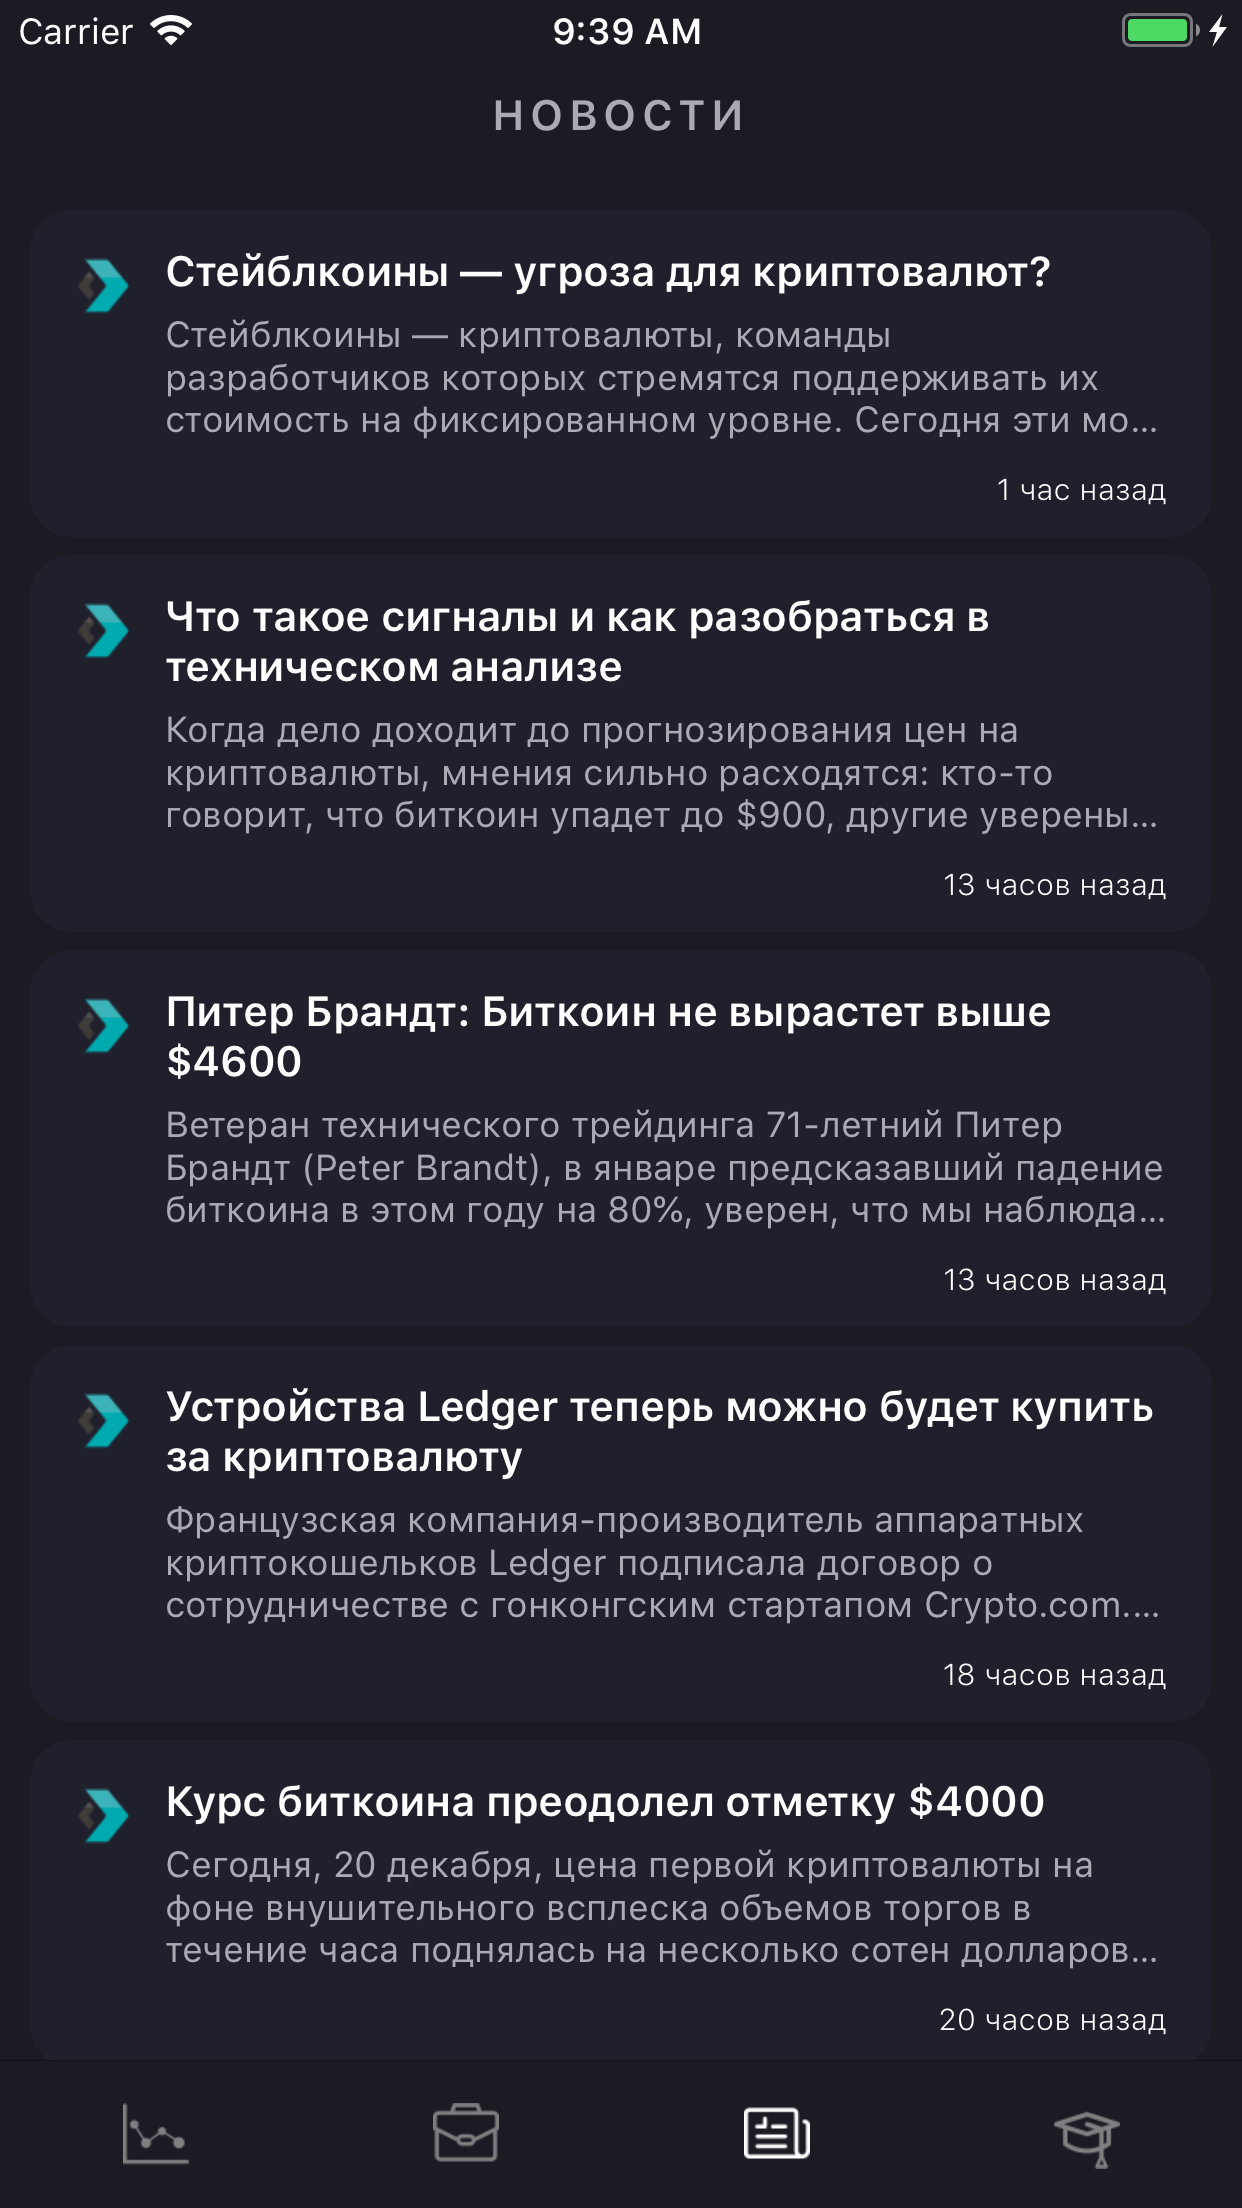 Carrier
9:39 AM
НОВОСТИ
Стейблкоины — угроза для криптовалют?
Стейблкоины — криптовалюты, команды
разработчиков которых стремятся поддерживать их
стоимость на фиксированном уровне. Сегодня эти мо...
1 час назад
Что такое сигналы и как разобраться в
техническом анализе
Когда дело доходит до прогнозирования цен на
криптовалюты, мнения сильно расходятся: кто-то
говорит, что биткоин упадет до $900, другие уверены...
13 часов назад
Питер Брандт: Биткоин не вырастет выше
$4600
Ветеран технического трейдинга 71-летний Питер
Брандт (Peter Brandt), в январе предсказавший падение
биткоина в этом году на 80%, уверен, что мы наблюда...
13 часов назад
Устройства Ledger теперь можно будет купить
за криптовалюту
Французская компания-производитель аппаратных
криптокошельков Ledger подписала договор о
сотрудничестве с гонконгским стартапом Crypto.com....
18 часов назад
Курс биткоина преодолел отметку $4000
Сегодня, 20 декабря, цена первой криптовалюты на
фоне внушительного всплеска объемов торгов в
течение часа поднялась на несколько сотен долларов...
20 часов назад